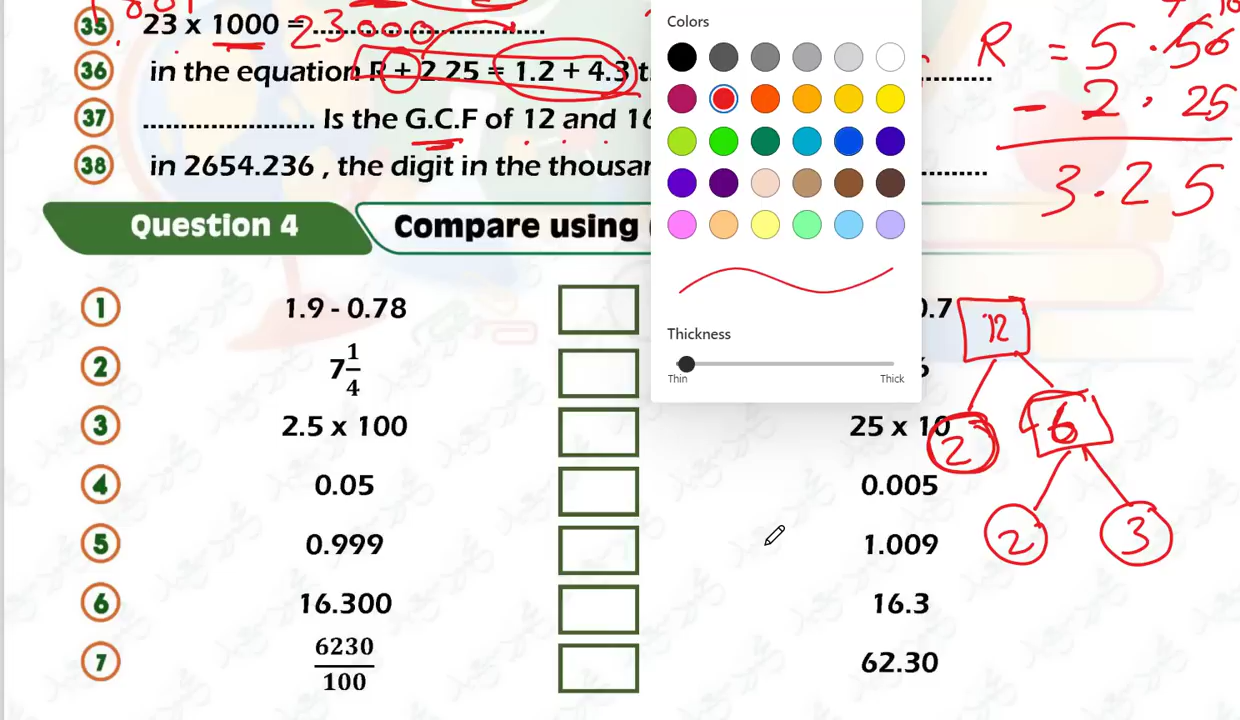 35 23 x 1000 = 23000
36 in the equation R + 2.25 = 1.2 + 4.3
37 .................... Is the G.C.F of 12 and
38 in 2654.236 , the digit in the
R = 5.50
- 2.25
3.25
Colors
Thickness
Thin Thick
Question 4 Compare using
1 1.9 - 0.78
2 7 1/4
3 2.5 x 100 25 x 10
4 0.05 0.005
5 0.999 1.009
6 16.300 16.3
7 6230/100 62.30
12
2 6
2 3